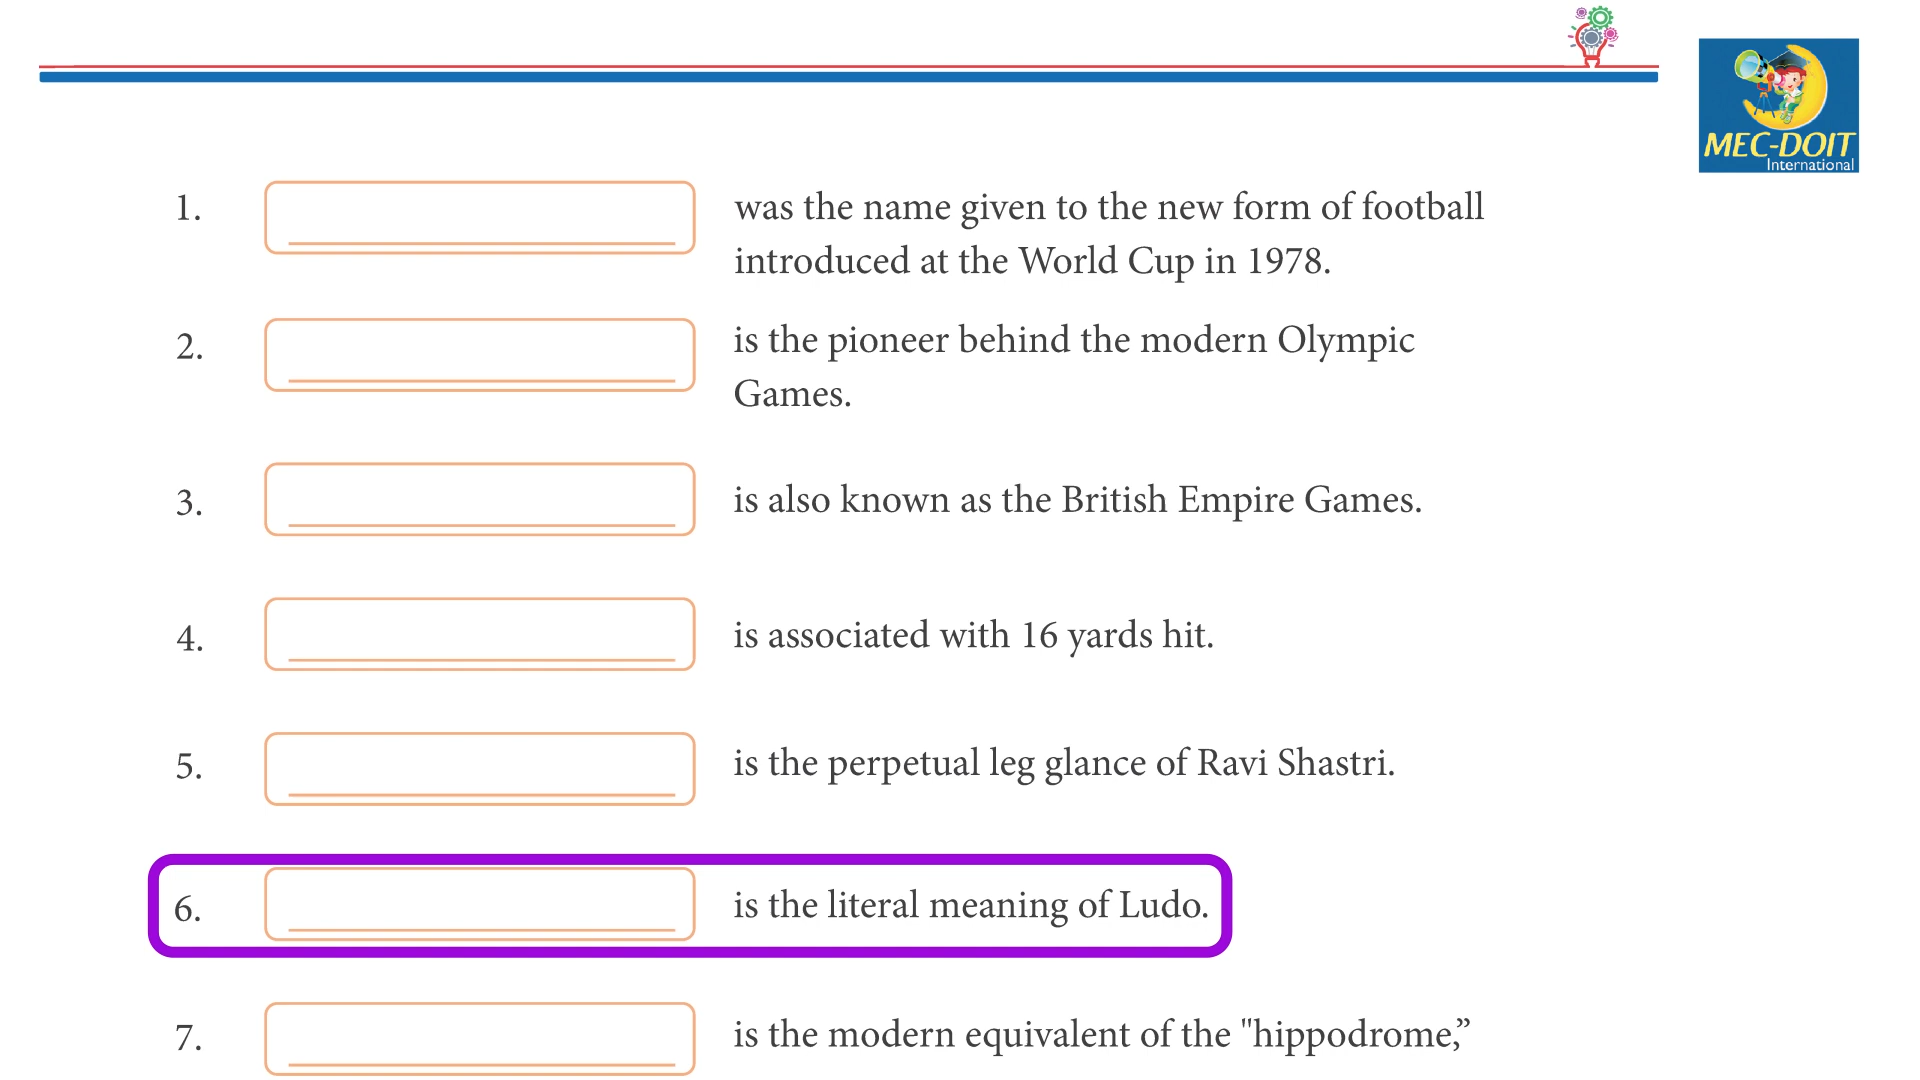 MEC-DOIT
International
1. was the name given to the new form of football
introduced at the World Cup in 1978.
2. is the pioneer behind the modern Olympic
Games.
3. is also known as the British Empire Games.
4. is associated with 16 yards hit.
5. is the perpetual leg glance of Ravi Shastri.
6. is the literal meaning of Ludo.
7. is the modern equivalent of the "hippodrome,”